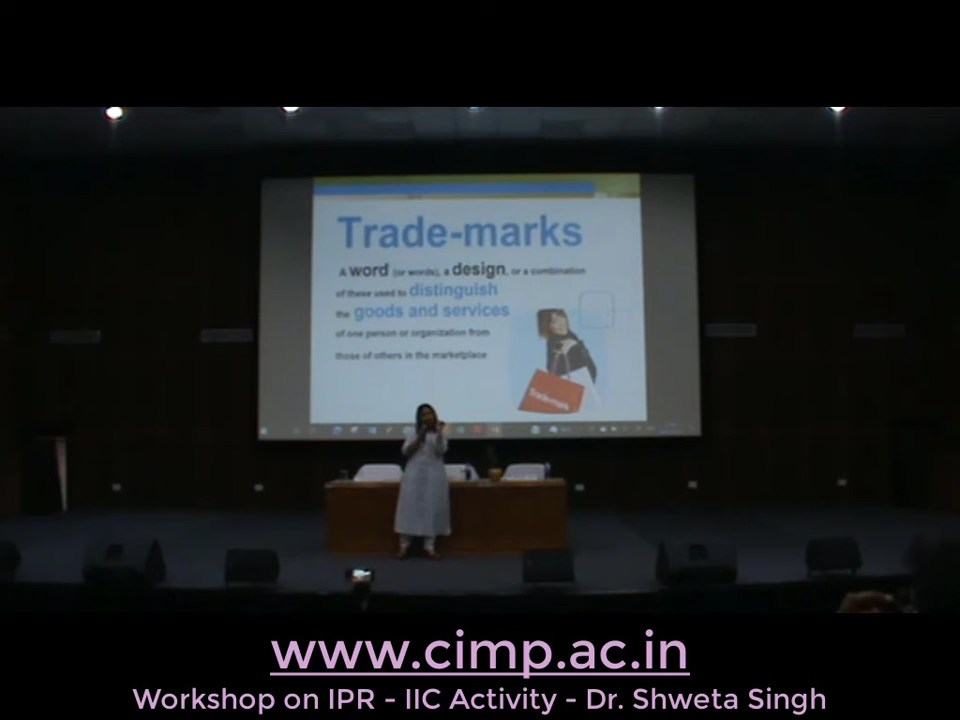 Trade-marks
A word (or words), a design, or a combination
of these used to distinguish
the goods and services
of one person or organization from
those of others in the marketplace
Trade-mark
www.cimp.ac.in
Workshop on IPR - IIC Activity - Dr. Shweta Singh